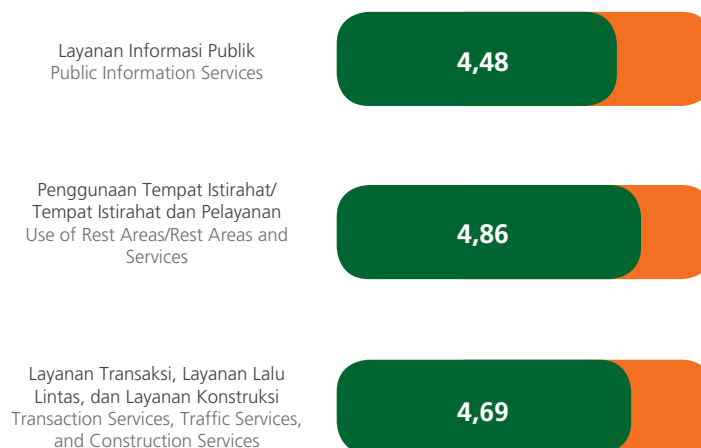 Layanan Informasi Publik
Public Information Services
4,48
Penggunaan Tempat Istirahat/
Tempat Istirahat dan Pelayanan
Use of Rest Areas/Rest Areas and
Services
4,86
Layanan Transaksi, Layanan Lalu
Lintas, dan Layanan Konstruksi
Transaction Services, Traffic Services,
and Construction Services
4,69